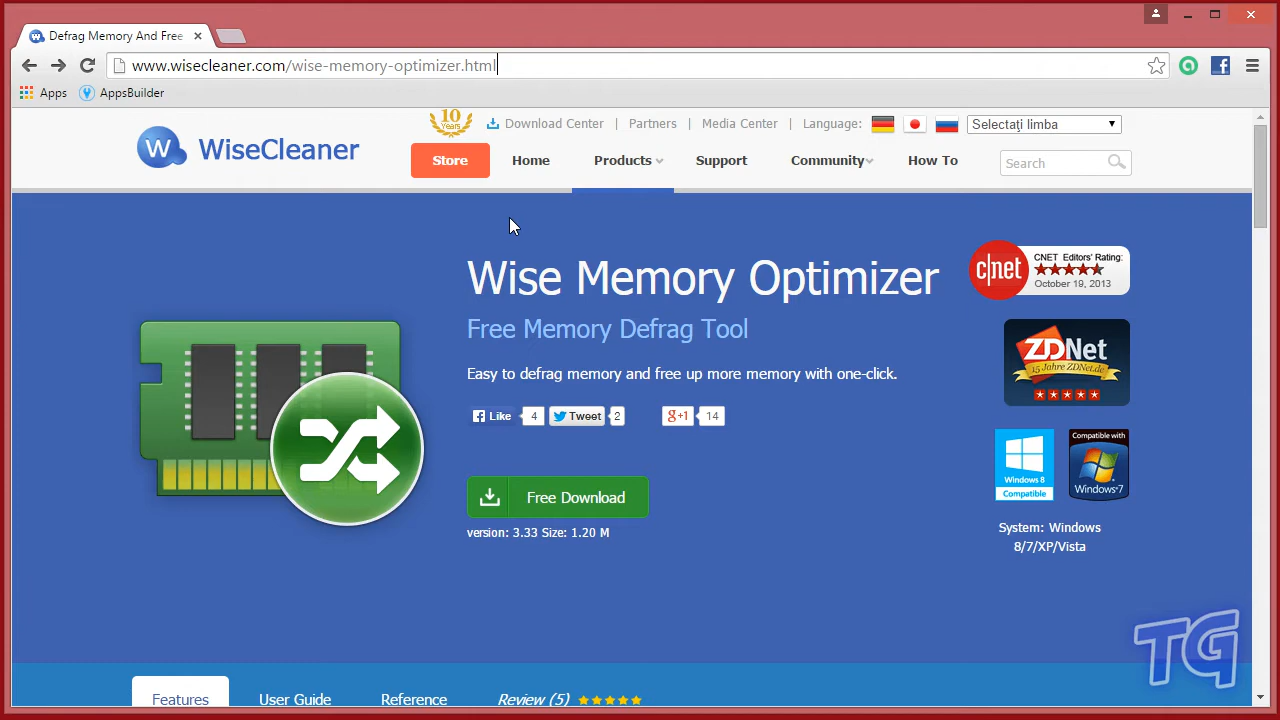 Defrag Memory And Free
www.wisecleaner.com/wise-memory-optimizer.html
Apps
AppsBuilder
10 Years
Download Center | Partners | Media Center | Language: Selectaţi limba
W WiseCleaner
Store Home Products Support Community How To Search
Wise Memory Optimizer
Free Memory Defrag Tool
Easy to defrag memory and free up more memory with one-click.
Like 4 Tweet 2 g+1 14
Free Download
version: 3.33 Size: 1.20 M
c|net CNET Editors' Rating:
October 19, 2013
ZDNet
15 Jahre ZDNet.de
Windows 8
Compatible
Compatible with
Windows 7
System: Windows
8/7/XP/Vista
TG
Features User Guide Reference Review (5)